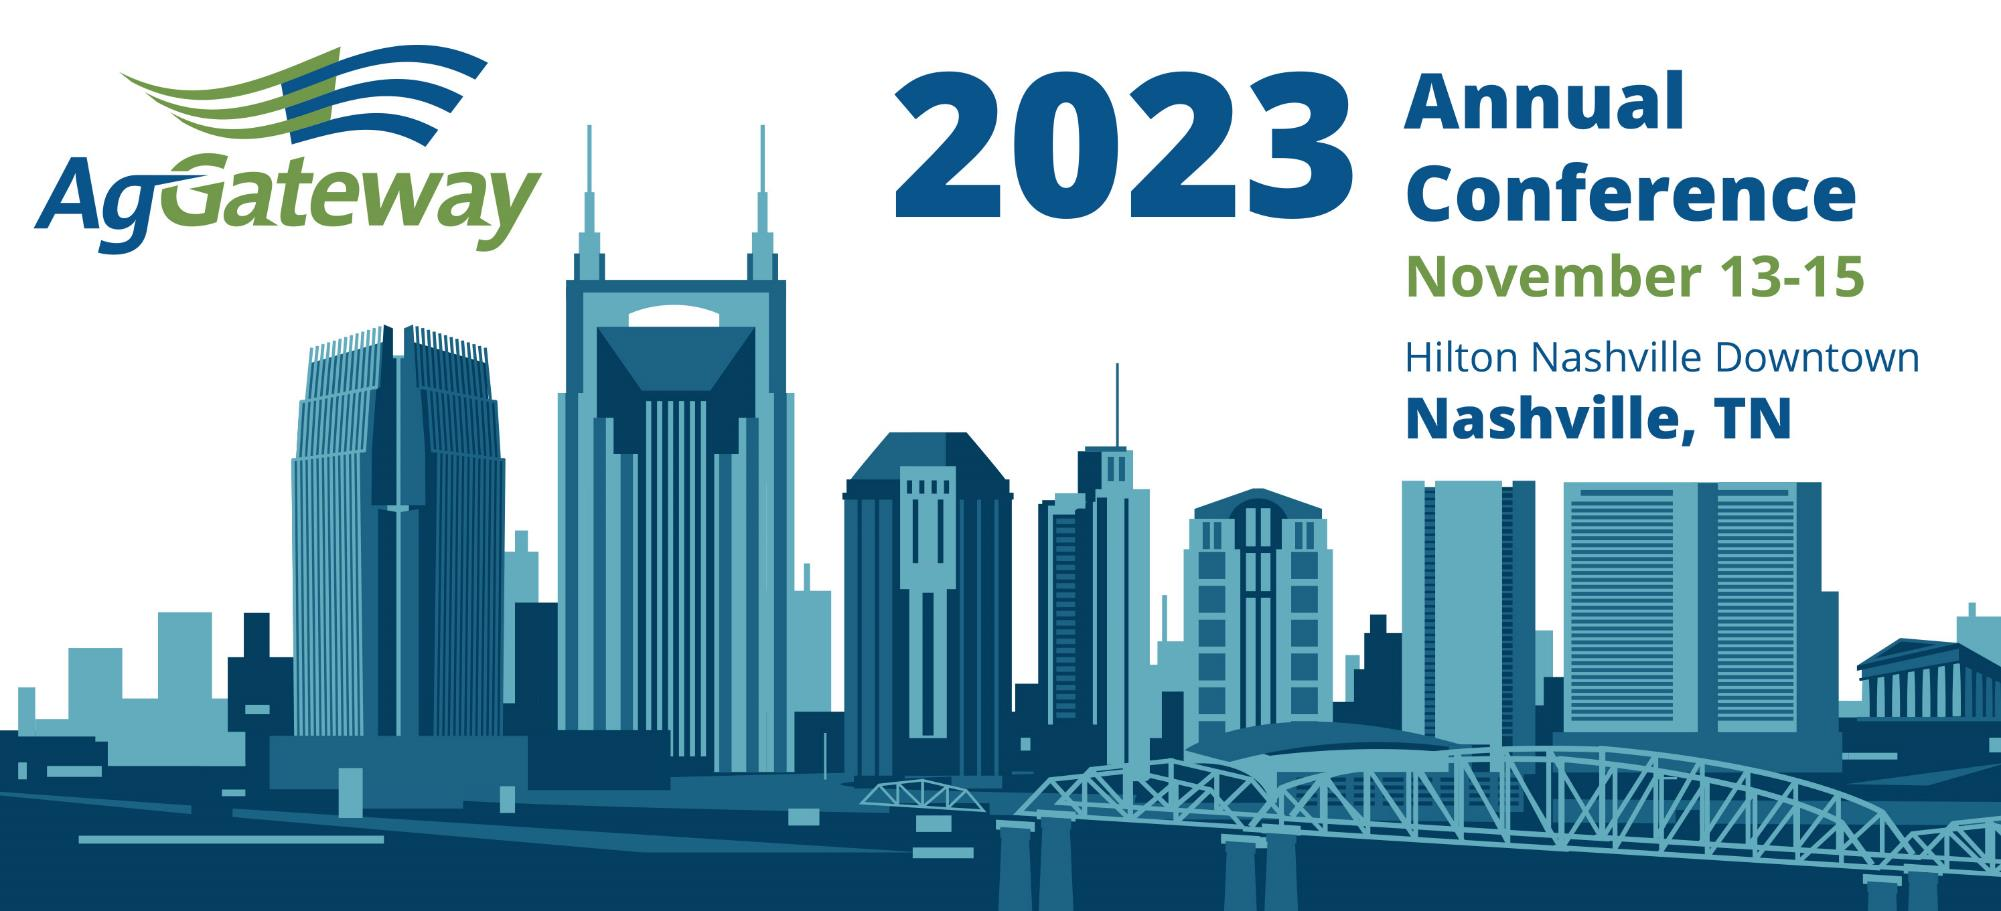 AgGateway
2023
Annual
Conference
November 13-15
Hilton Nashville Downtown
Nashville, TN